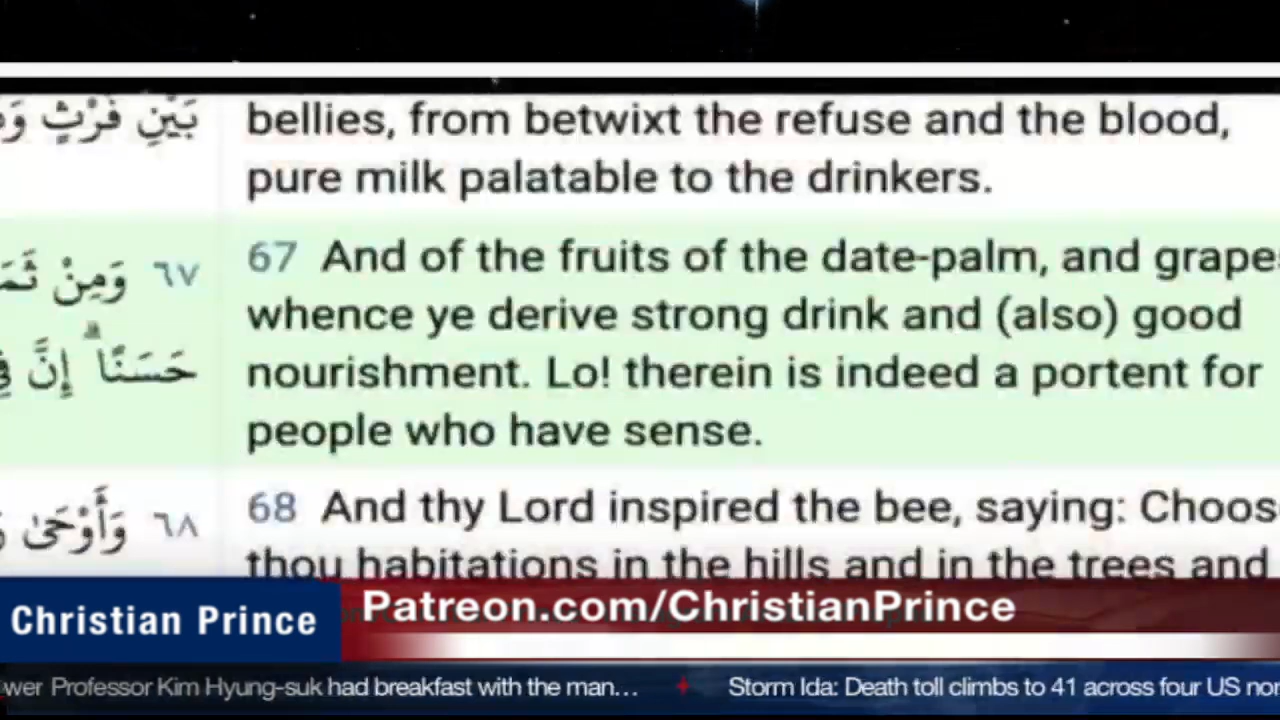 بَيْنِ فَرْثٍ
bellies, from betwixt the refuse and the blood,
pure milk palatable to the drinkers.
٦٧ وَمِنْ
67 And of the fruits of the date-palm, and grape
whence ye derive strong drink and (also) good
حَسَنًا ۗ إِنَّ
nourishment. Lo! therein is indeed a portent for
people who have sense.
٦٨ وَأَوْحَىٰ
68 And thy Lord inspired the bee, saying: Choos
thou habitations in the hills and in the trees and
Christian Prince
Patreon.com/ChristianPrince
wer Professor Kim Hyung-suk had breakfast with the man… Storm Ida: Death toll climbs to 41 across four US nor